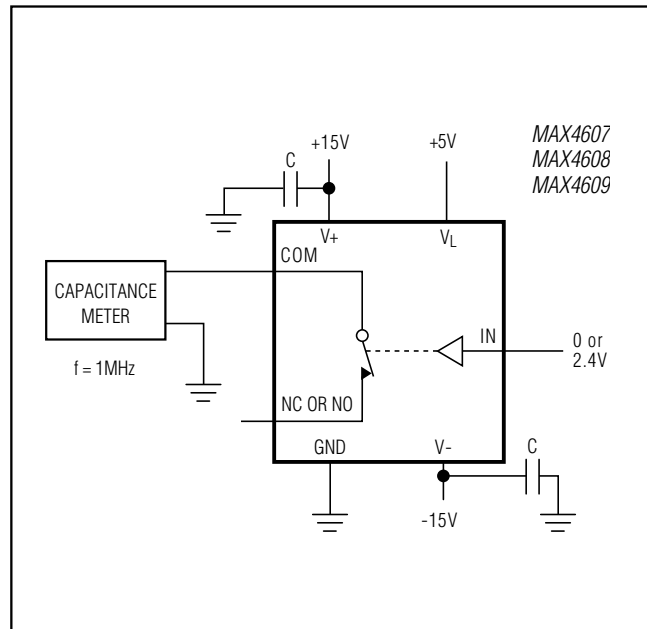 MAX4607
MAX4608
MAX4609
+15V
+5V
C
V+
VL
COM
CAPACITANCE
METER
f = 1MHz
IN
0 or
2.4V
NC OR NO
GND
V-
C
-15V